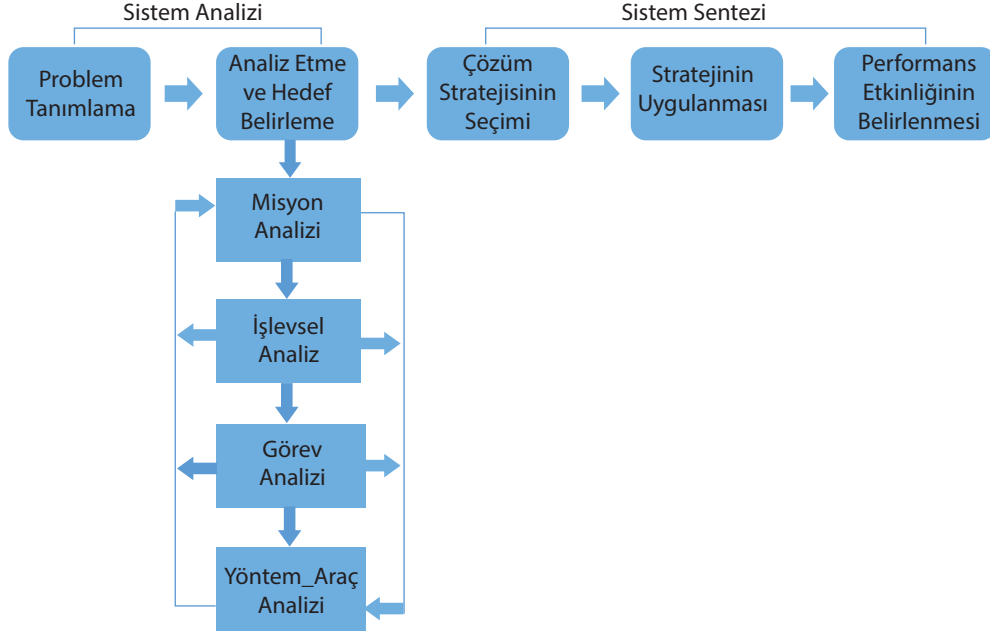 Sistem Analizi
Sistem Sentezi
Problem
Tanımlama
Analiz Etme
ve Hedef
Belirleme
Çözüm
Stratejisinin
Seçimi
Stratejinin
Uygulanması
Performans
Etkinliğinin
Belirlenmesi
Misyon
Analizi
İşlevsel
Analiz
Görev
Analizi
Yöntem_Araç
Analizi